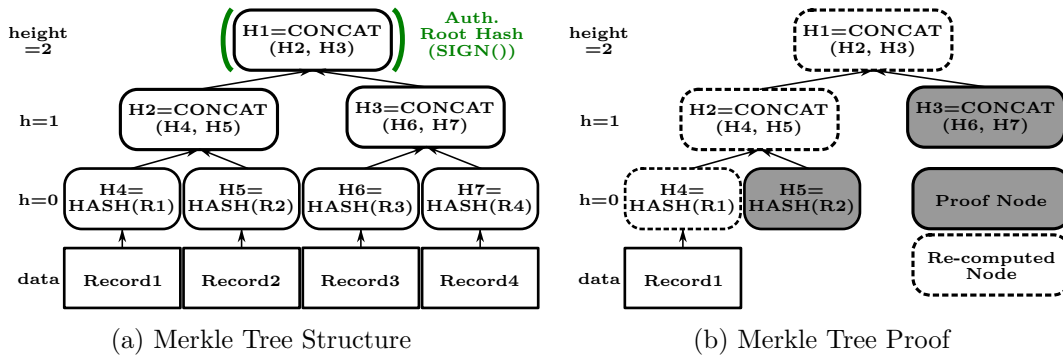 height
=2
H1=CONCAT
(H2, H3)
Auth.
Root Hash
(SIGN())
h=1
H2=CONCAT
(H4, H5)
H3=CONCAT
(H6, H7)
h=0
H4=
HASH(R1)
H5=
HASH(R2)
H6=
HASH(R3)
H7=
HASH(R4)
data
Record1
Record2
Record3
Record4
(a) Merkle Tree Structure
height
=2
H1=CONCAT
(H2, H3)
h=1
H2=CONCAT
(H4, H5)
H3=CONCAT
(H6, H7)
h=0
H4=
HASH(R1)
H5=
HASH(R2)
Proof Node
data
Record1
Re-computed
Node
(b) Merkle Tree Proof